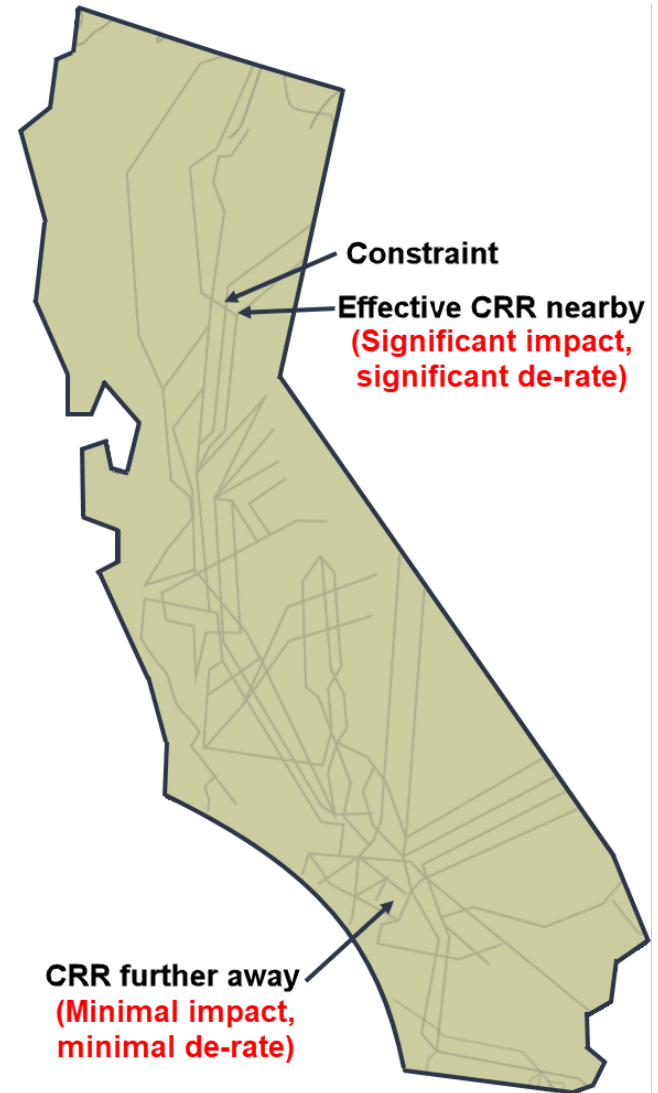 Constraint
Effective CRR nearby
(Significant impact,
significant de-rate)
CRR further away
(Minimal impact,
minimal de-rate)